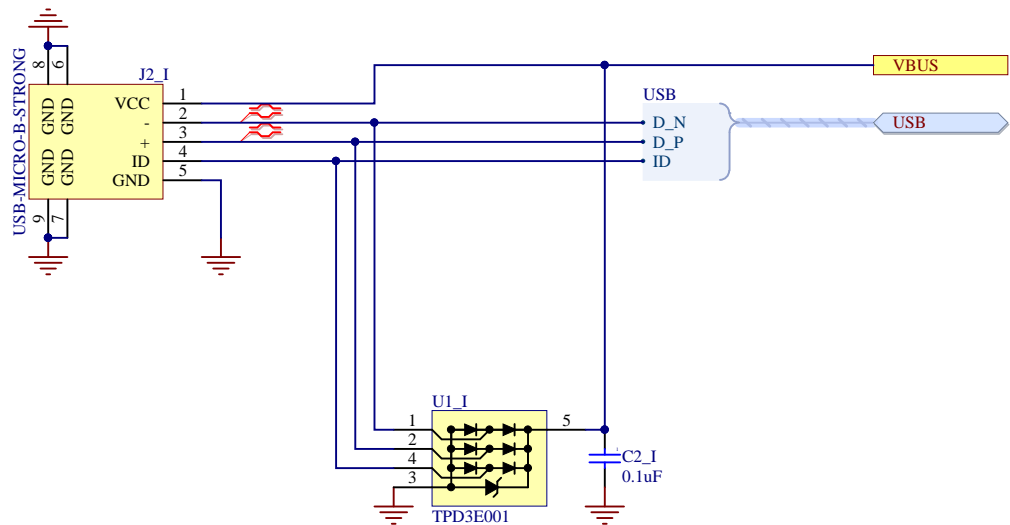 USB-MICRO-B-STRONG
J2_I
8
6
GND
GND
GND
GND
9
7
VCC
1
-
2
+
3
ID
4
GND
5
VBUS
USB
D_N
D_P
ID
USB
U1_I
1
2
4
3
5
TPD3E001
C2_I
0.1uF